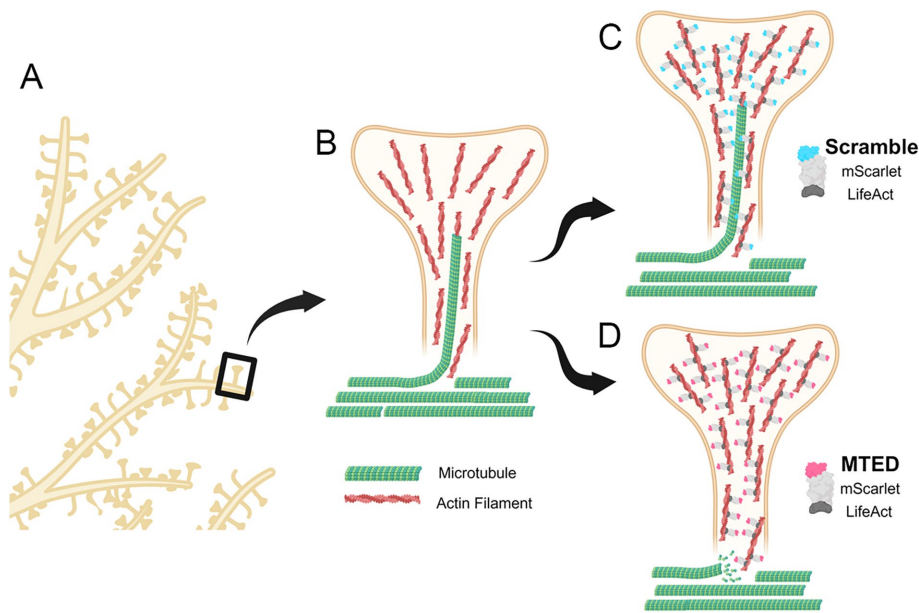 A
B
Microtubule
Actin Filament
C
Scramble
mScarlet
LifeAct
D
MTED
mScarlet
LifeAct